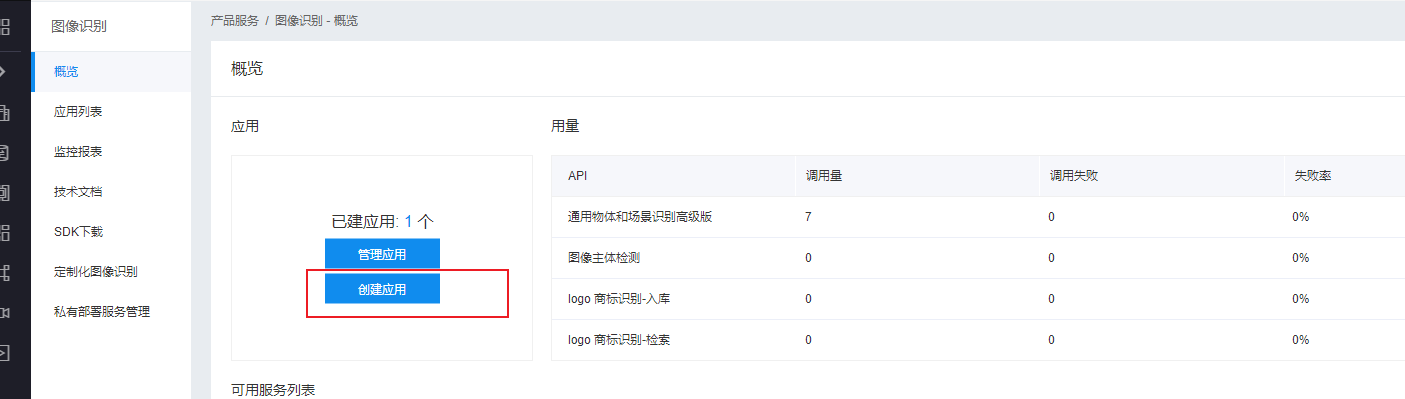 图像识别
概览
应用列表
监控报表
技术文档
SDK下载
定制化图像识别
私有部署服务管理
产品服务 / 图像识别 - 概览
概览
应用
已建应用: 1 个
管理应用
创建应用
用量
API 调用量 调用失败 失败率
通用物体和场景识别高级版 7 0 0%
图像主体检测 0 0 0%
logo 商标识别-入库 0 0 0%
logo 商标识别-检索 0 0 0%
可用服务列表